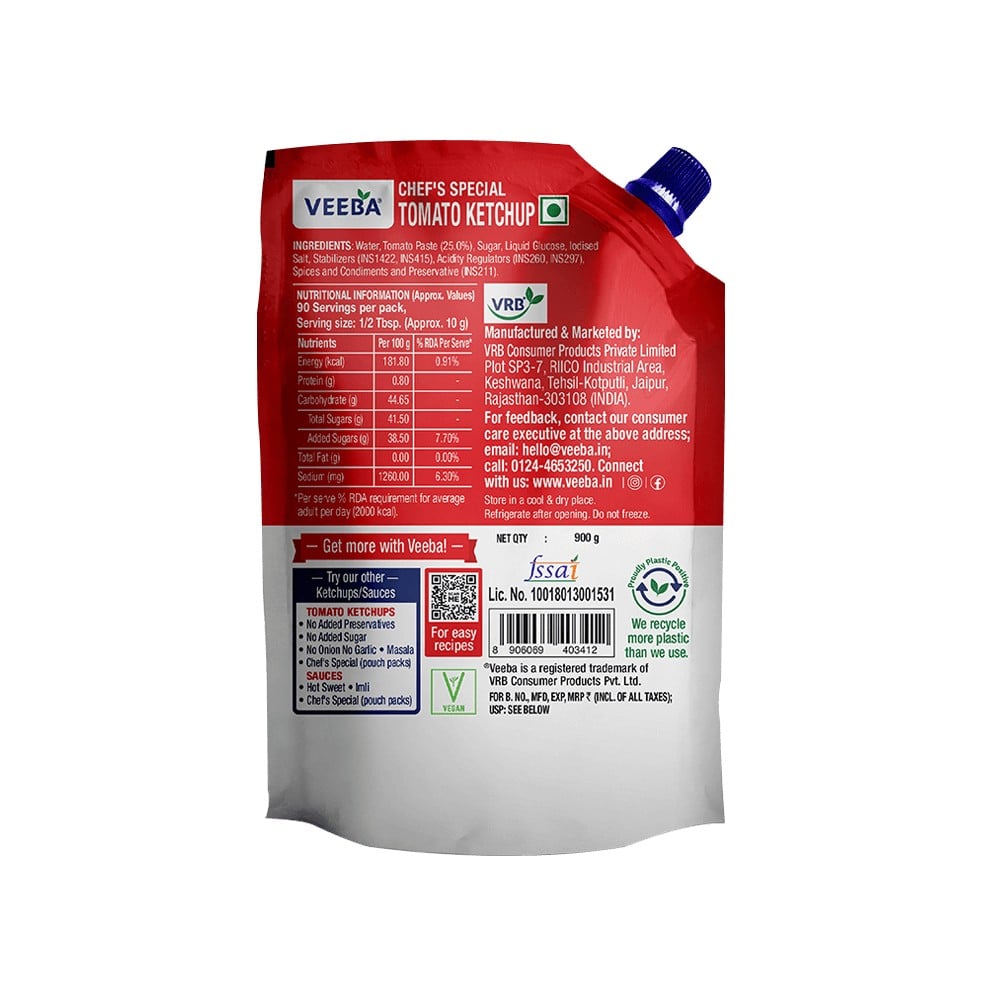 VEEBA®
CHEF'S SPECIAL
TOMATO KETCHUP
INGREDIENTS: Water, Tomato Paste (25.0%), Sugar, Liquid Glucose, Iodised
Salt, Stabilizers (INS1422, INS415), Acidity Regulators (INS260, INS297),
Spices and Condiments and Preservative (INS211).
NUTRITIONAL INFORMATION (Approx. Values)
90 Servings per pack,
Serving size: 1/2 Tbsp. (Approx. 10 g)
Nutrients Per 100 g % RDA Per Serve*
Energy (kcal) 181.80 0.91%
Protein (g) 0.80 -
Carbohydrate (g) 44.65 -
Total Sugars (g) 41.50 -
Added Sugars (g) 38.50 7.70%
Total Fat (g) 0.00 0.00%
Sodium (mg) 1260.00 6.30%
*Per serve % RDA requirement for average
adult per day (2000 kcal).
VRB
Manufactured & Marketed by:
VRB Consumer Products Private Limited
Plot SP3-7, RIICO Industrial Area,
Keshwana, Tehsil-Kotputli, Jaipur,
Rajasthan-303108 (INDIA).
For feedback, contact our consumer
care executive at the above address;
email: hello@veeba.in;
call: 0124-4653250. Connect
with us: www.veeba.in
Store in a cool & dry place.
Refrigerate after opening. Do not freeze.
— Get more with Veeba! —
— Try our other —
Ketchups/Sauces
TOMATO KETCHUPS
• No Added Preservatives
• No Added Sugar
• No Onion No Garlic • Masala
• Chef's Special (pouch packs)
SAUCES
• Hot Sweet • Imli
• Chef's Special (pouch packs)
SCAN
ME
For easy
recipes
VEGAN
NET QTY : 900 g
fssai
Lic. No. 10018013001531
8 906069 403412
Proudly Plastic Positive
We recycle
more plastic
than we use.
®Veeba is a registered trademark of
VRB Consumer Products Pvt. Ltd.
FOR B. NO., MFD, EXP, MRP ₹ (INCL. OF ALL TAXES);
USP: SEE BELOW